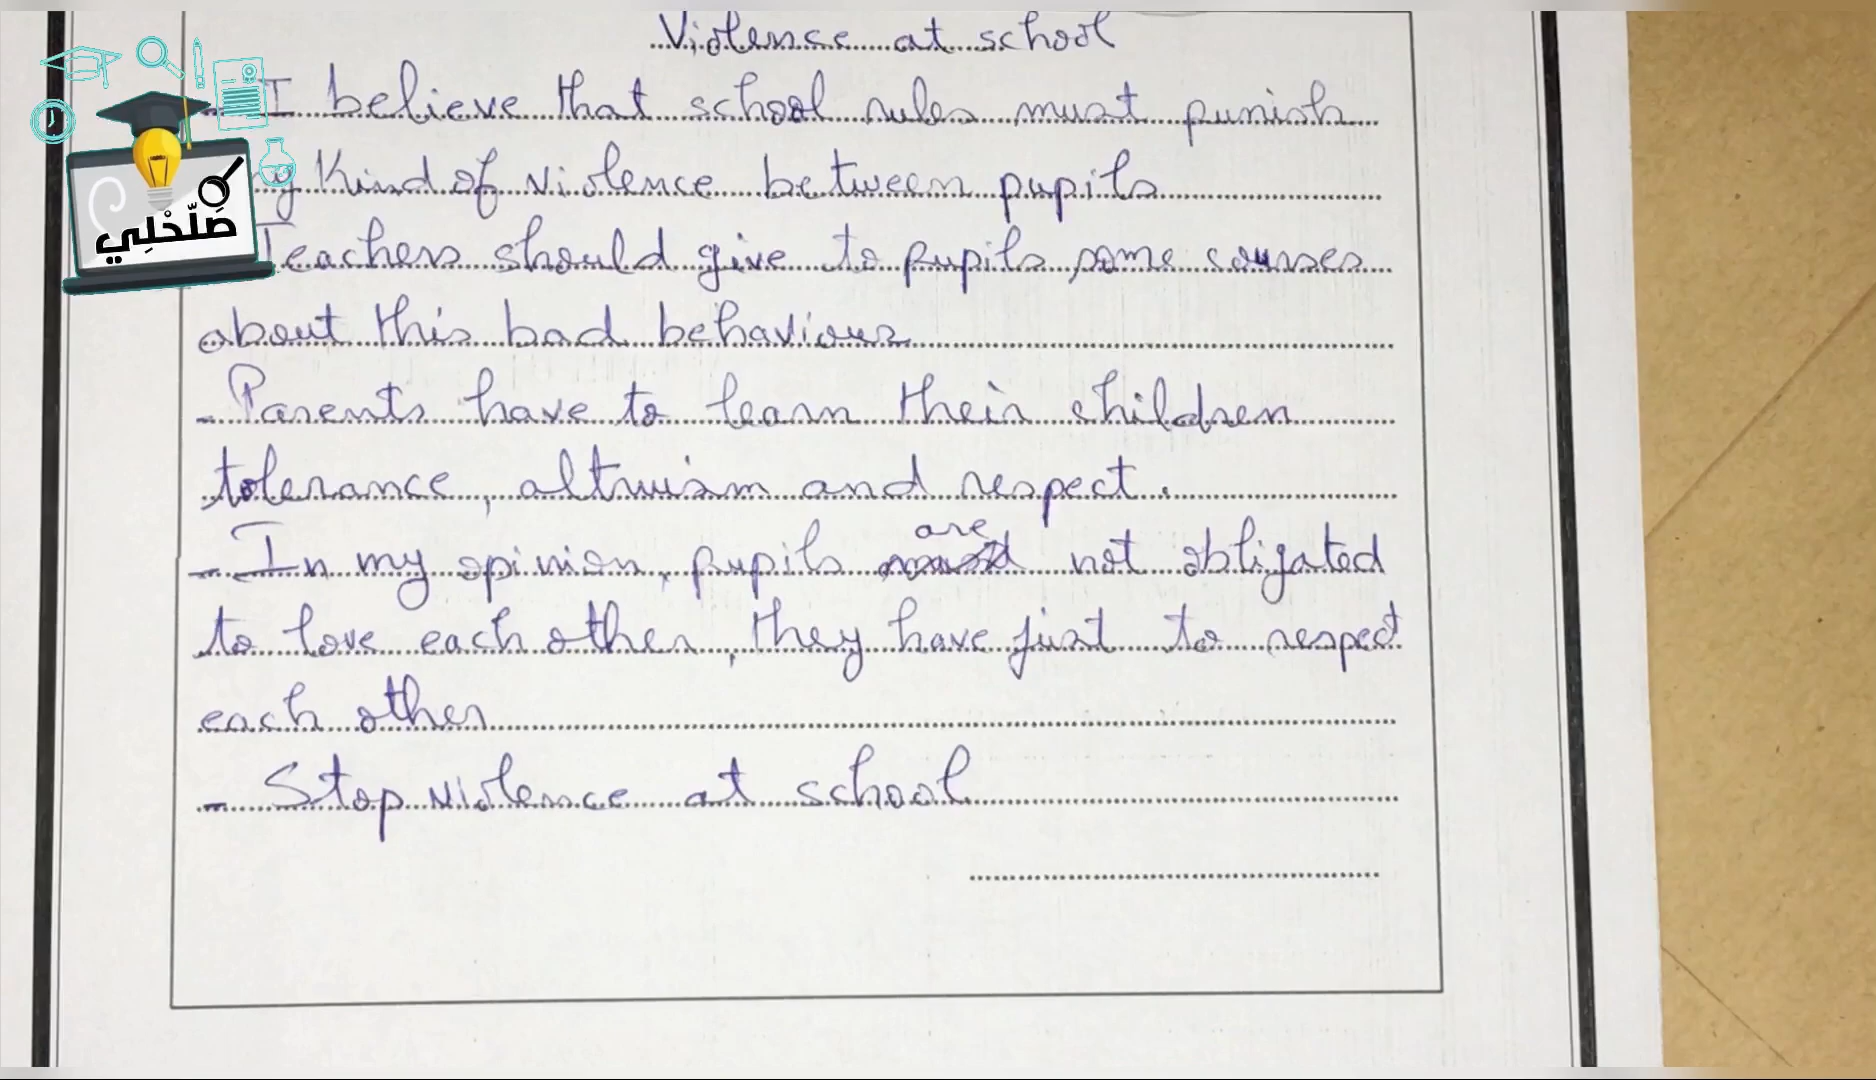 Violence at school
- I believe that school rules must punish
kind of violence between pupils
Teachers should give to pupils some courses
about this bad behaviour
- Parents have to learn their children
tolerance, altruism and respect.
are
- In my opinion, pupils not obligated
to love each other, they have just to respect
each other
- Stop violence at school
صَلّحْلِي